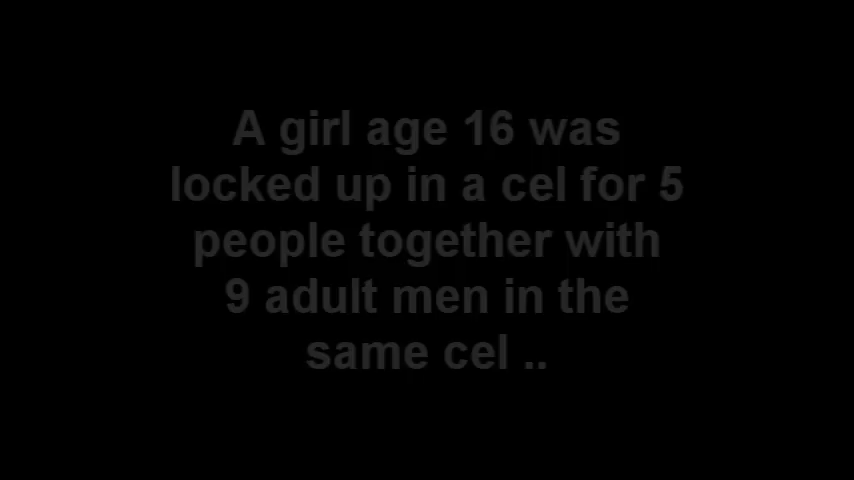 A girl age 16 was
locked up in a cel for 5
people together with
9 adult men in the
same cel ..